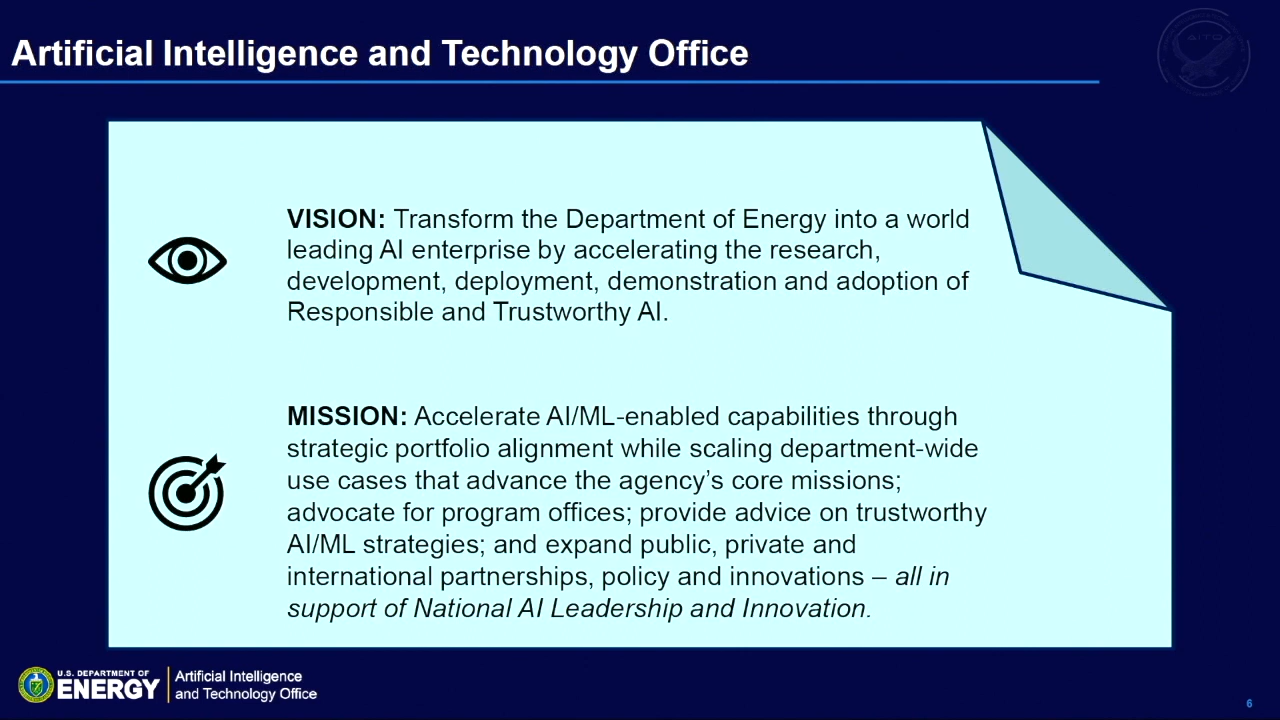 Artificial Intelligence and Technology Office
AITO
VISION: Transform the Department of Energy into a world
leading AI enterprise by accelerating the research,
development, deployment, demonstration and adoption of
Responsible and Trustworthy AI.
MISSION: Accelerate AI/ML-enabled capabilities through
strategic portfolio alignment while scaling department-wide
use cases that advance the agency’s core missions;
advocate for program offices; provide advice on trustworthy
AI/ML strategies; and expand public, private and
international partnerships, policy and innovations – all in
support of National AI Leadership and Innovation.
U.S. DEPARTMENT OF
ENERGY
Artificial Intelligence
and Technology Office
6